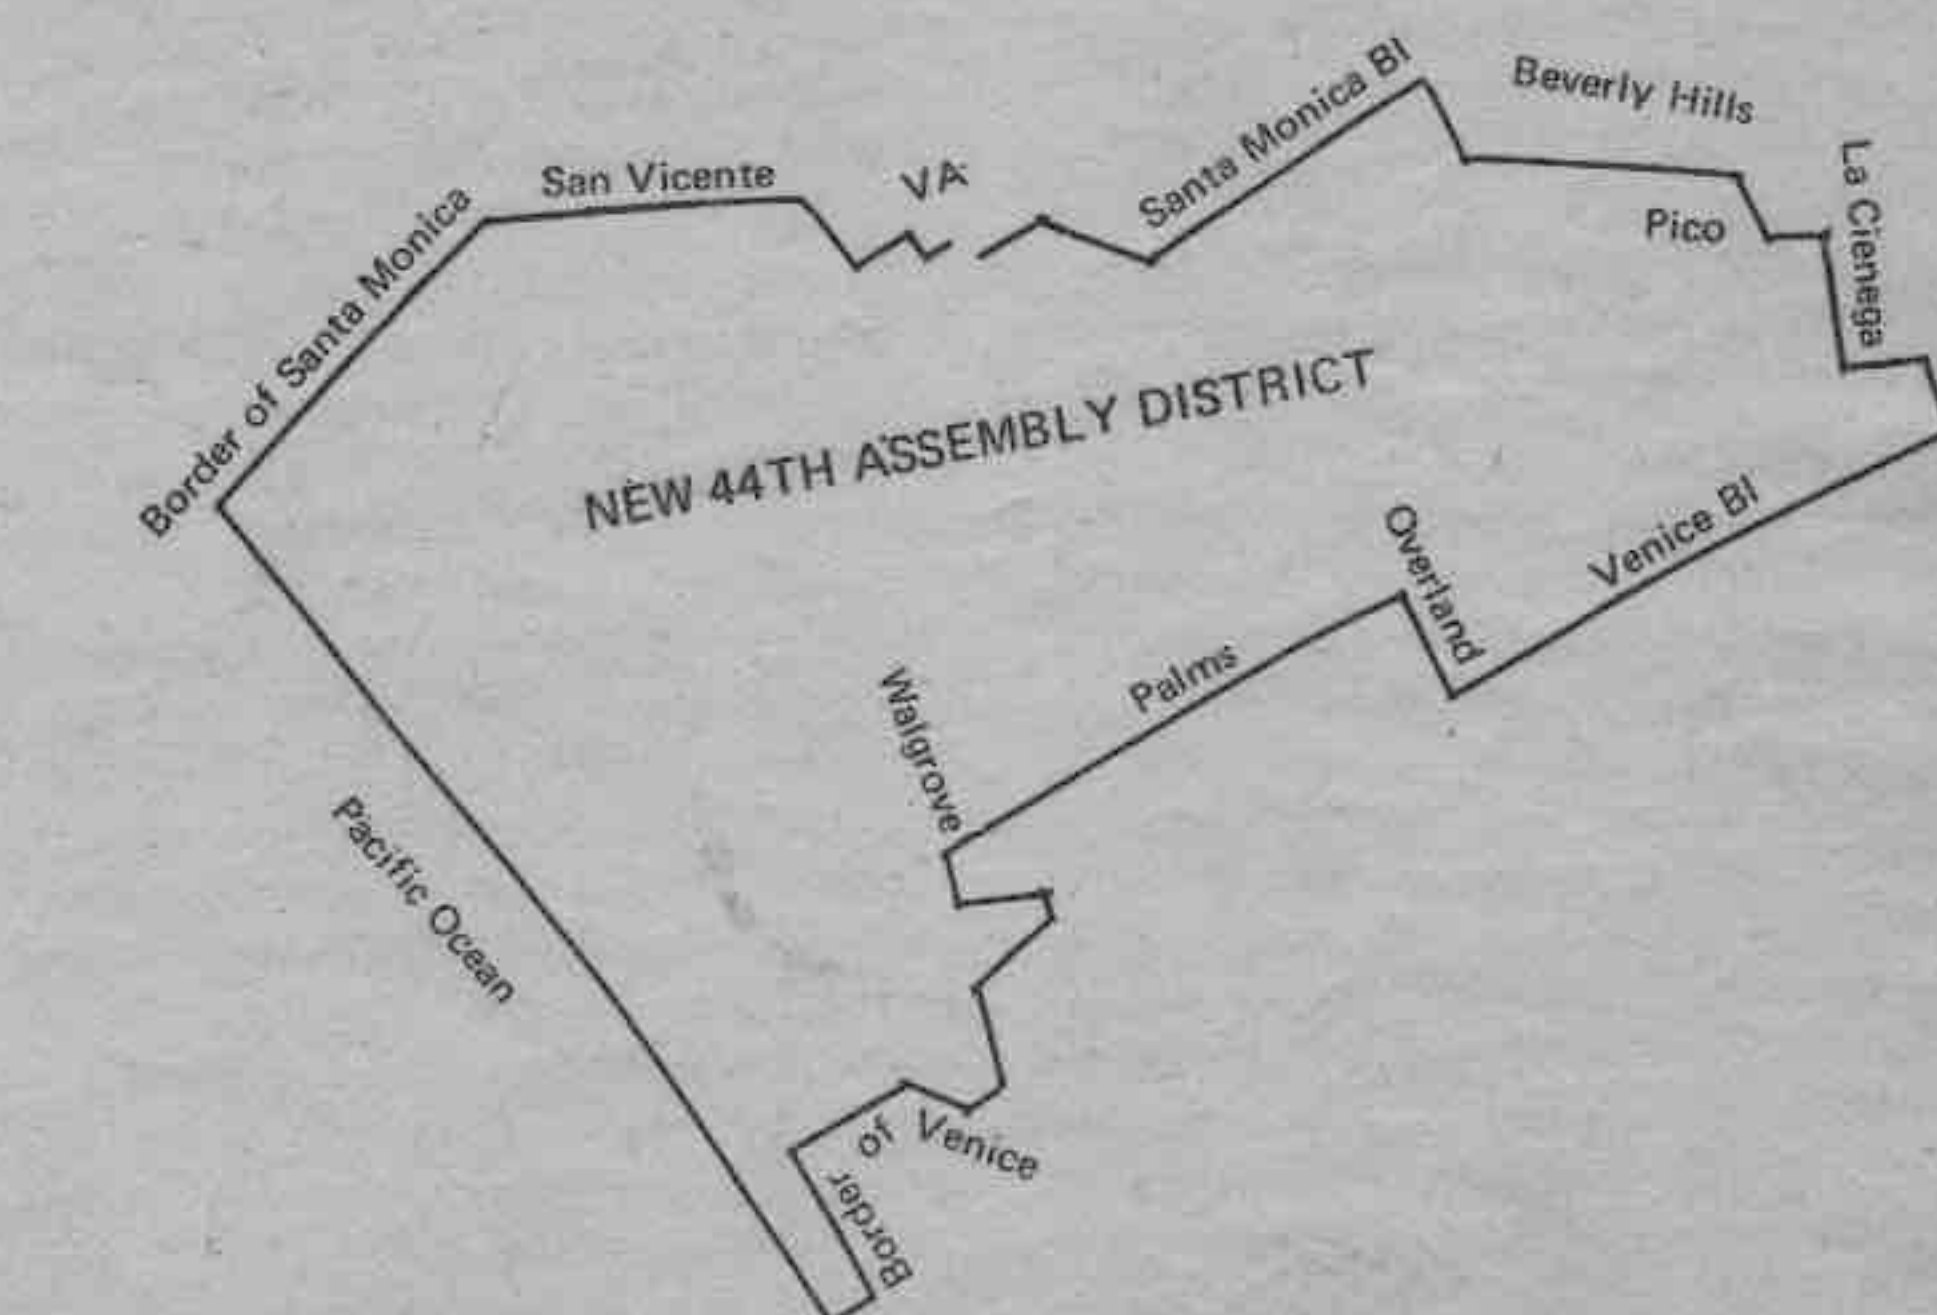 Beverly Hills
Santa Monica Bl
La Cienega
San Vicente
VA
Pico
Border of Santa Monica
NEW 44TH ASSEMBLY DISTRICT
Overland
Venice Bl
Palms
Walgrove
Pacific Ocean
Border of Venice